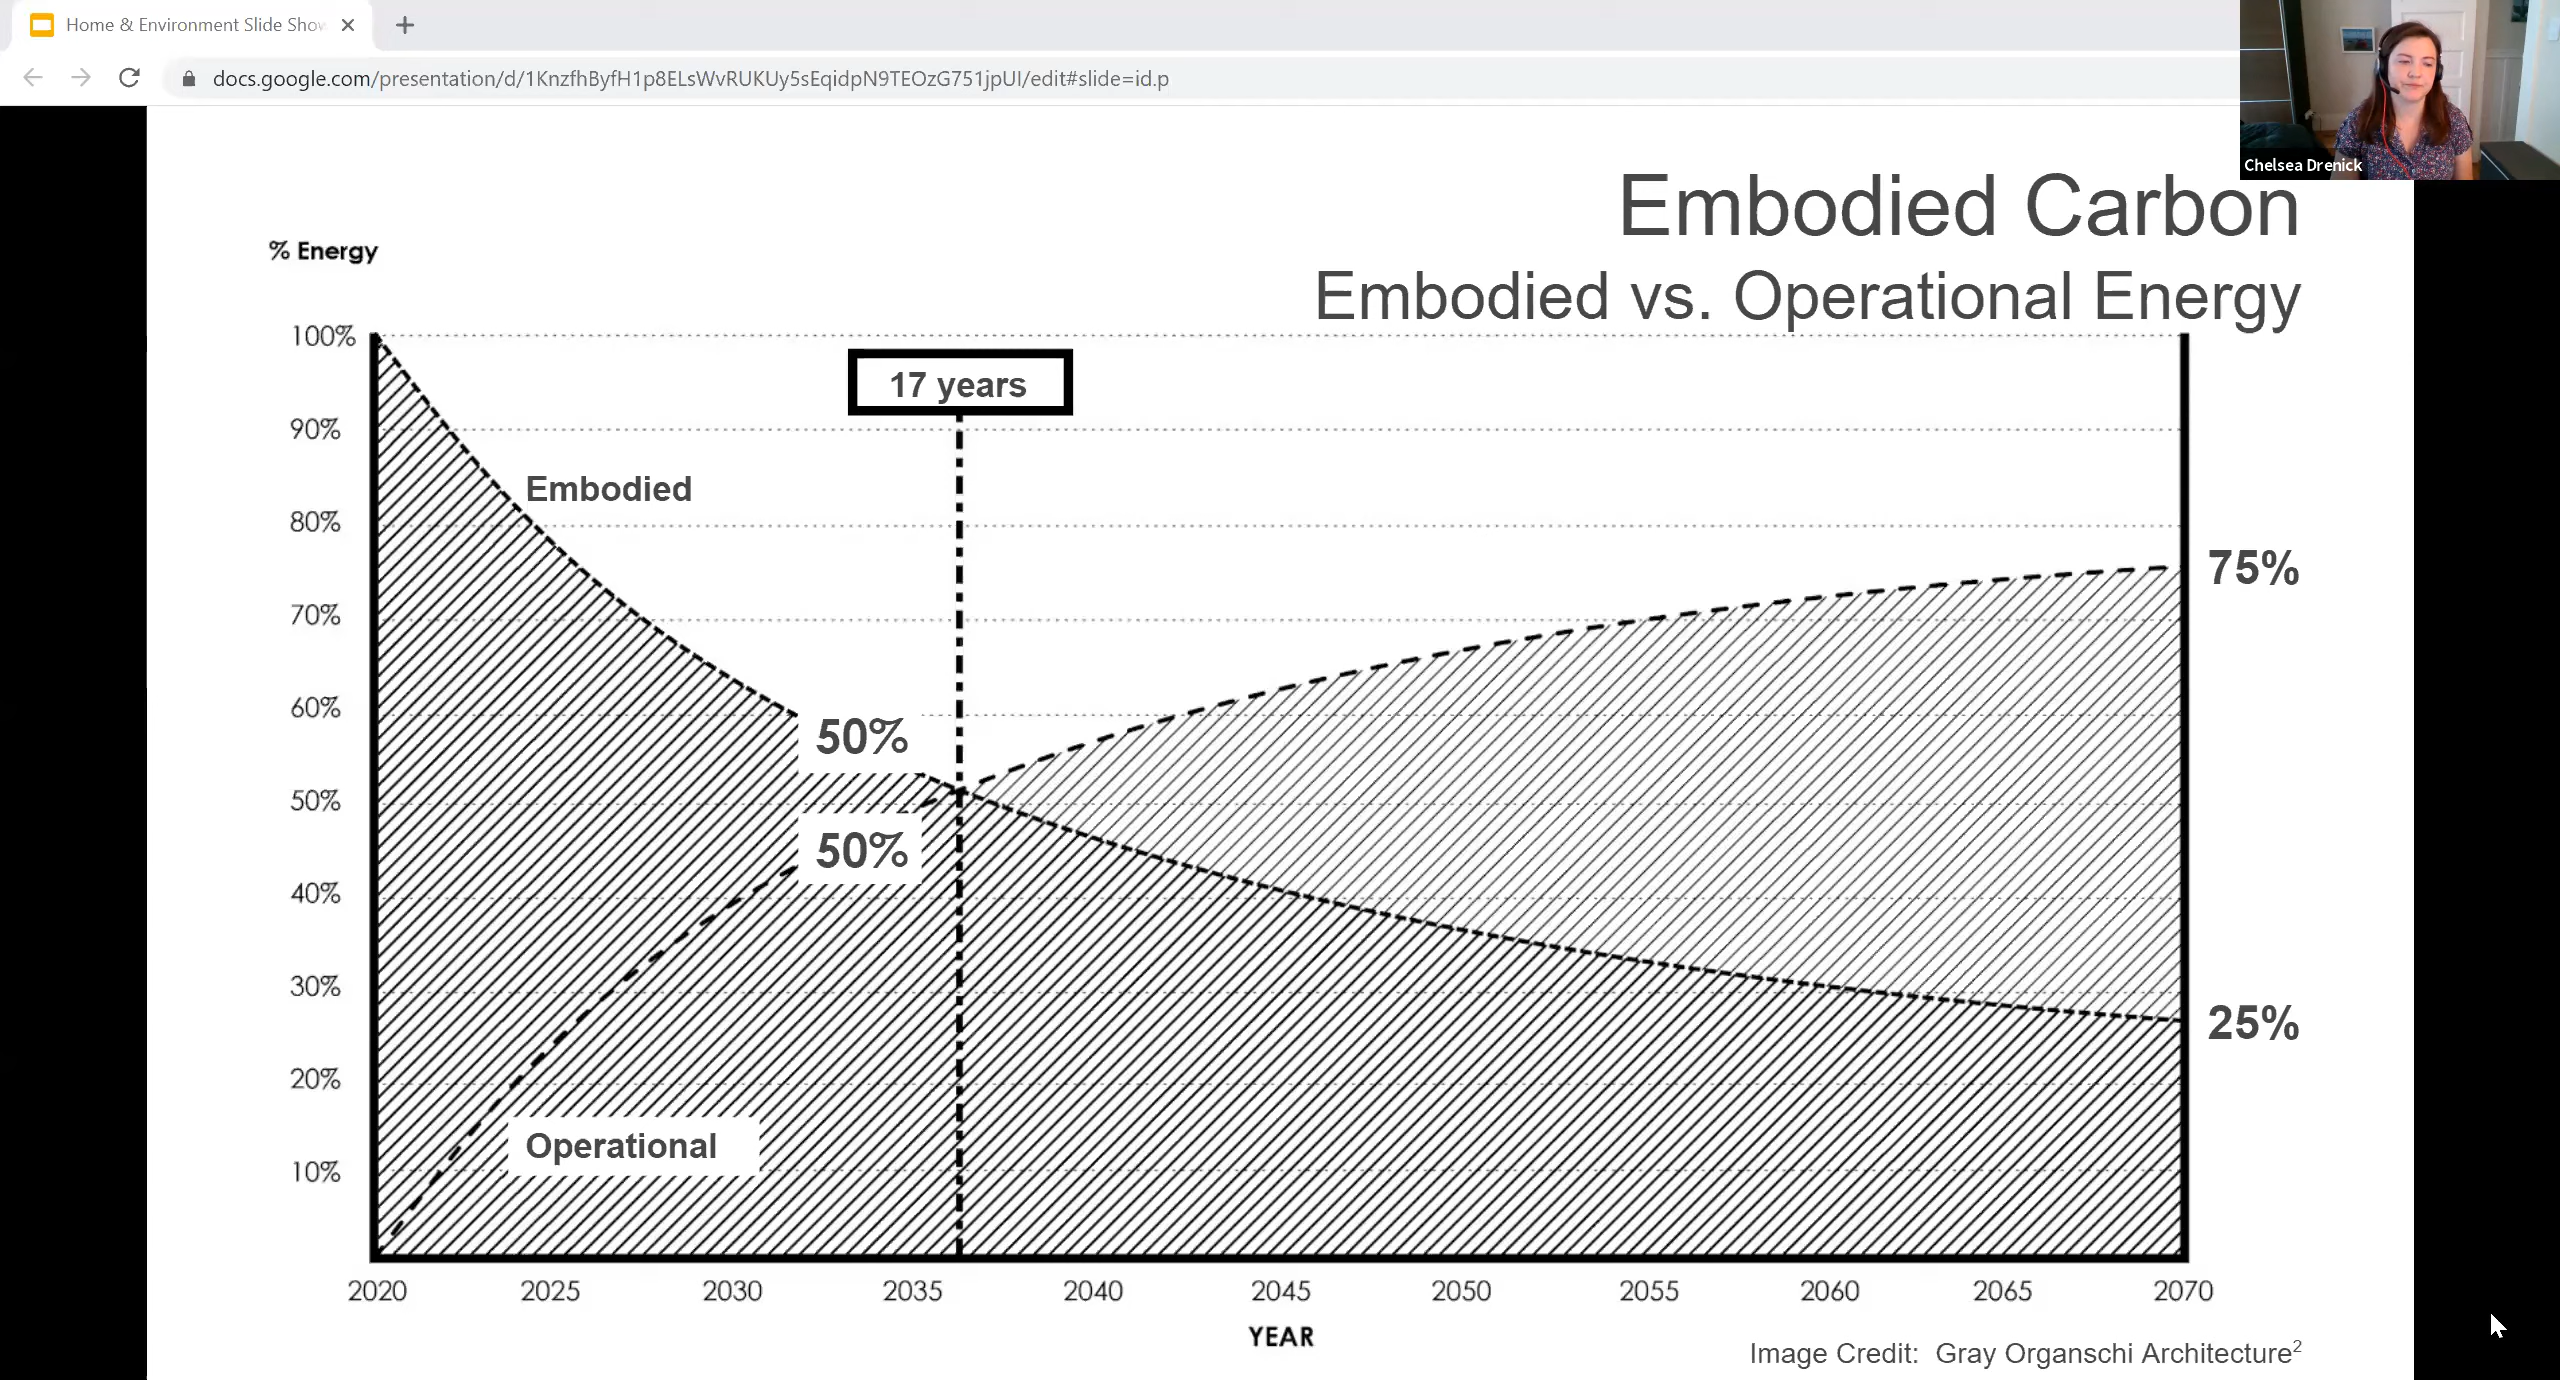 Home & Environment Slide Show
docs.google.com/presentation/d/1KnzfhByfH1p8ELsWvRUKUy5sEqidpN9TEOzG751jpUI/edit#slide=id.p
Chelsea Drenick
Embodied Carbon
Embodied vs. Operational Energy
% Energy
100%
90%
80%
70%
60%
50%
40%
30%
20%
10%
17 years
Embodied
50%
50%
Operational
75%
25%
2020 2025 2030 2035 2040 2045 2050 2055 2060 2065 2070
YEAR
Image Credit: Gray Organschi Architecture²